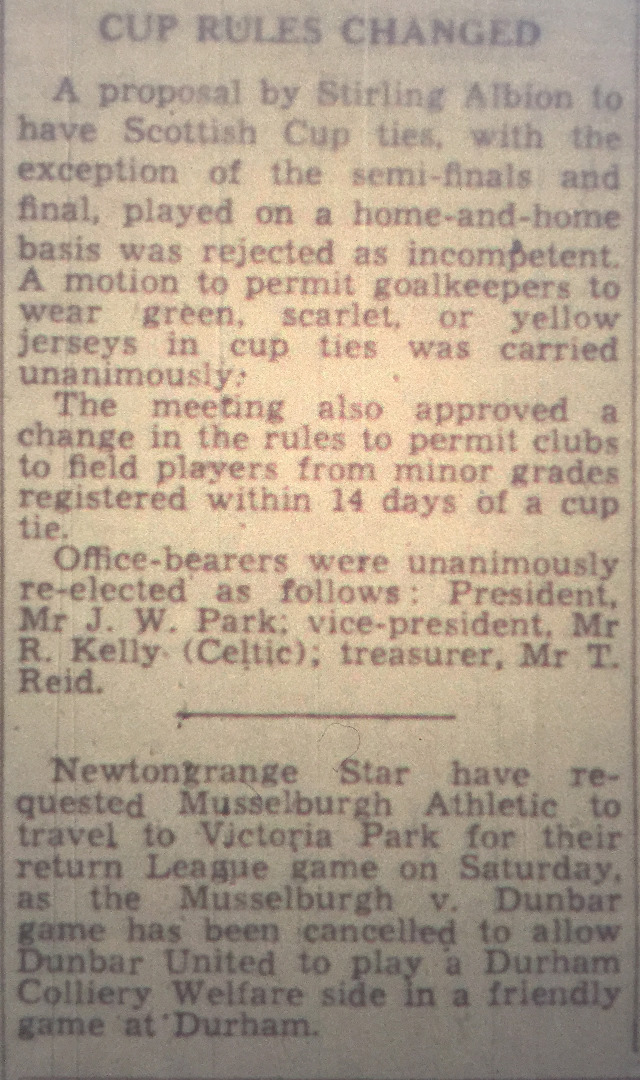 CUP RULES CHANGED
A proposal by Stirling Albion to
have Scottish Cup ties, with the
exception of the semi-finals and
final, played on a home-and-home
basis was rejected as incompetent.
A motion to permit goalkeepers to
wear green, scarlet, or yellow
jerseys in cup ties was carried
unanimously.
The meeting also approved a
change in the rules to permit clubs
to field players from minor grades
registered within 14 days of a cup
tie.
Office-bearers were unanimously
re-elected as follows: President,
Mr J. W. Park; vice-president, Mr
R. Kelly (Celtic); treasurer, Mr T.
Reid.
Newtongrange Star have re-
quested Musselburgh Athletic to
travel to Victoria Park for their
return League game on Saturday,
as the Musselburgh v. Dunbar
game has been cancelled to allow
Dunbar United to play a Durham
Colliery Welfare side in a friendly
game at Durham.